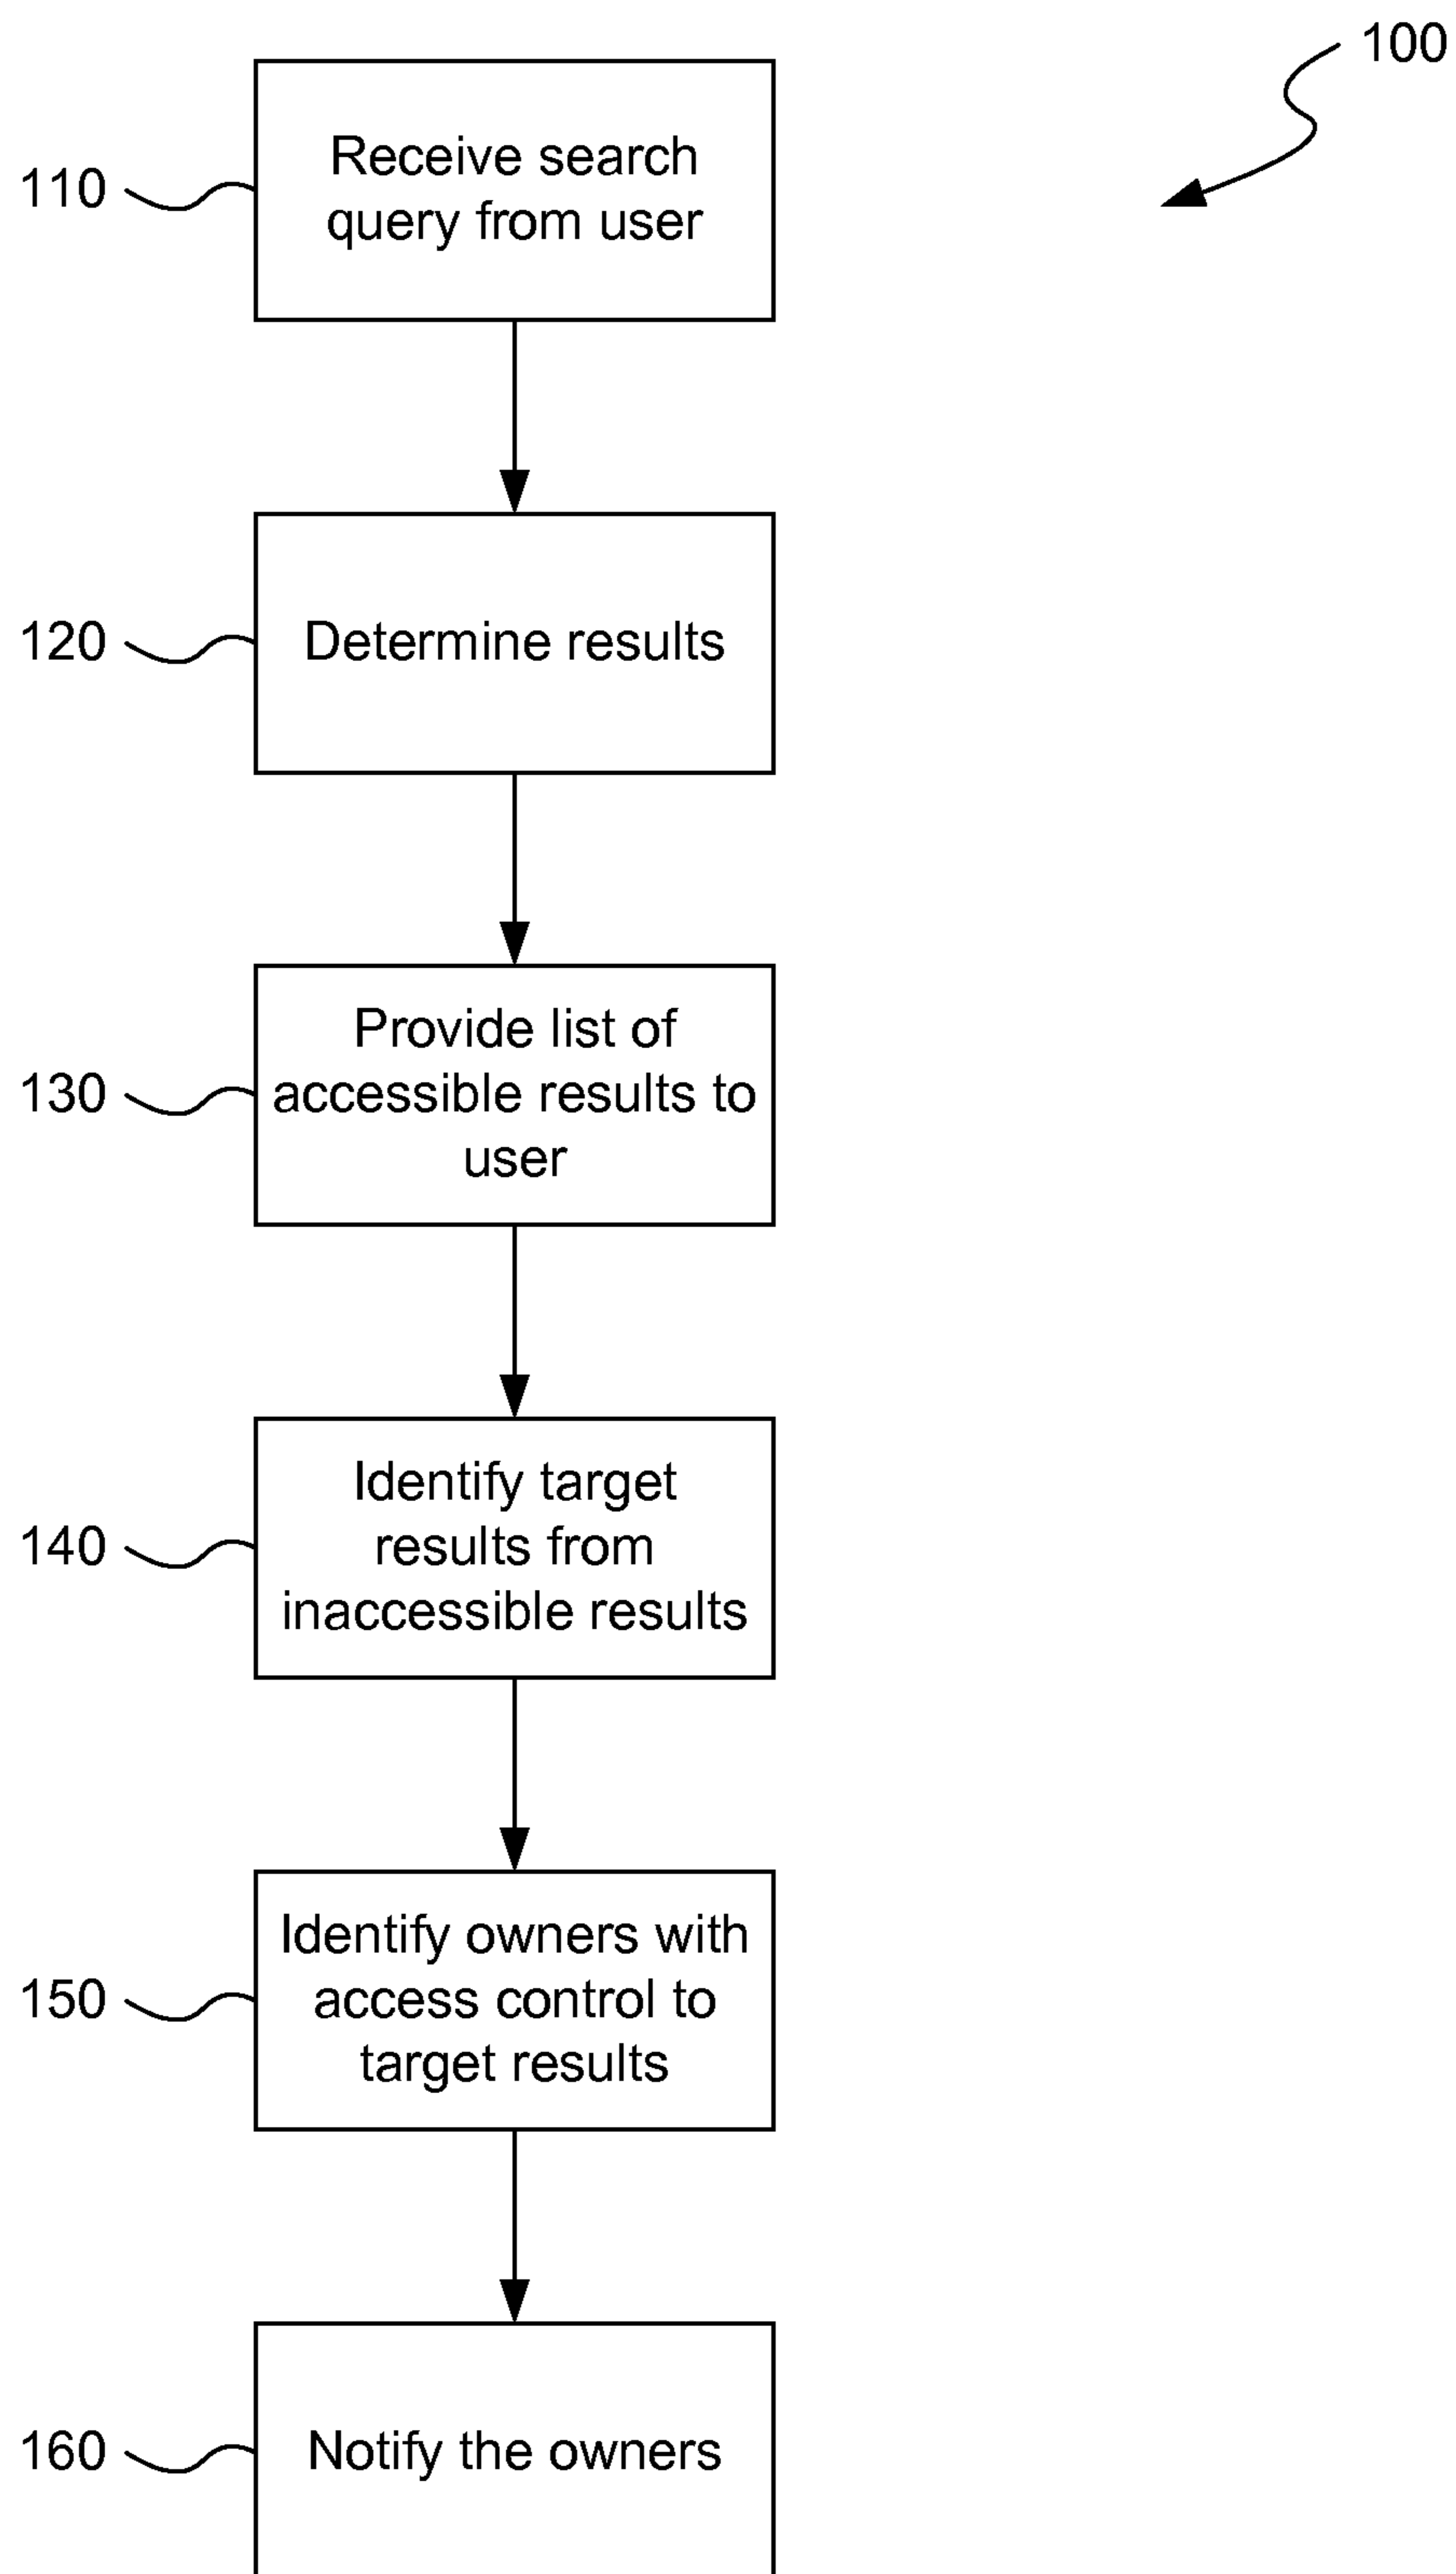 100
110
Receive search
query from user
120
Determine results
130
Provide list of
accessible results to
user
140
Identify target
results from
inaccessible results
150
Identify owners with
access control to
target results
160
Notify the owners